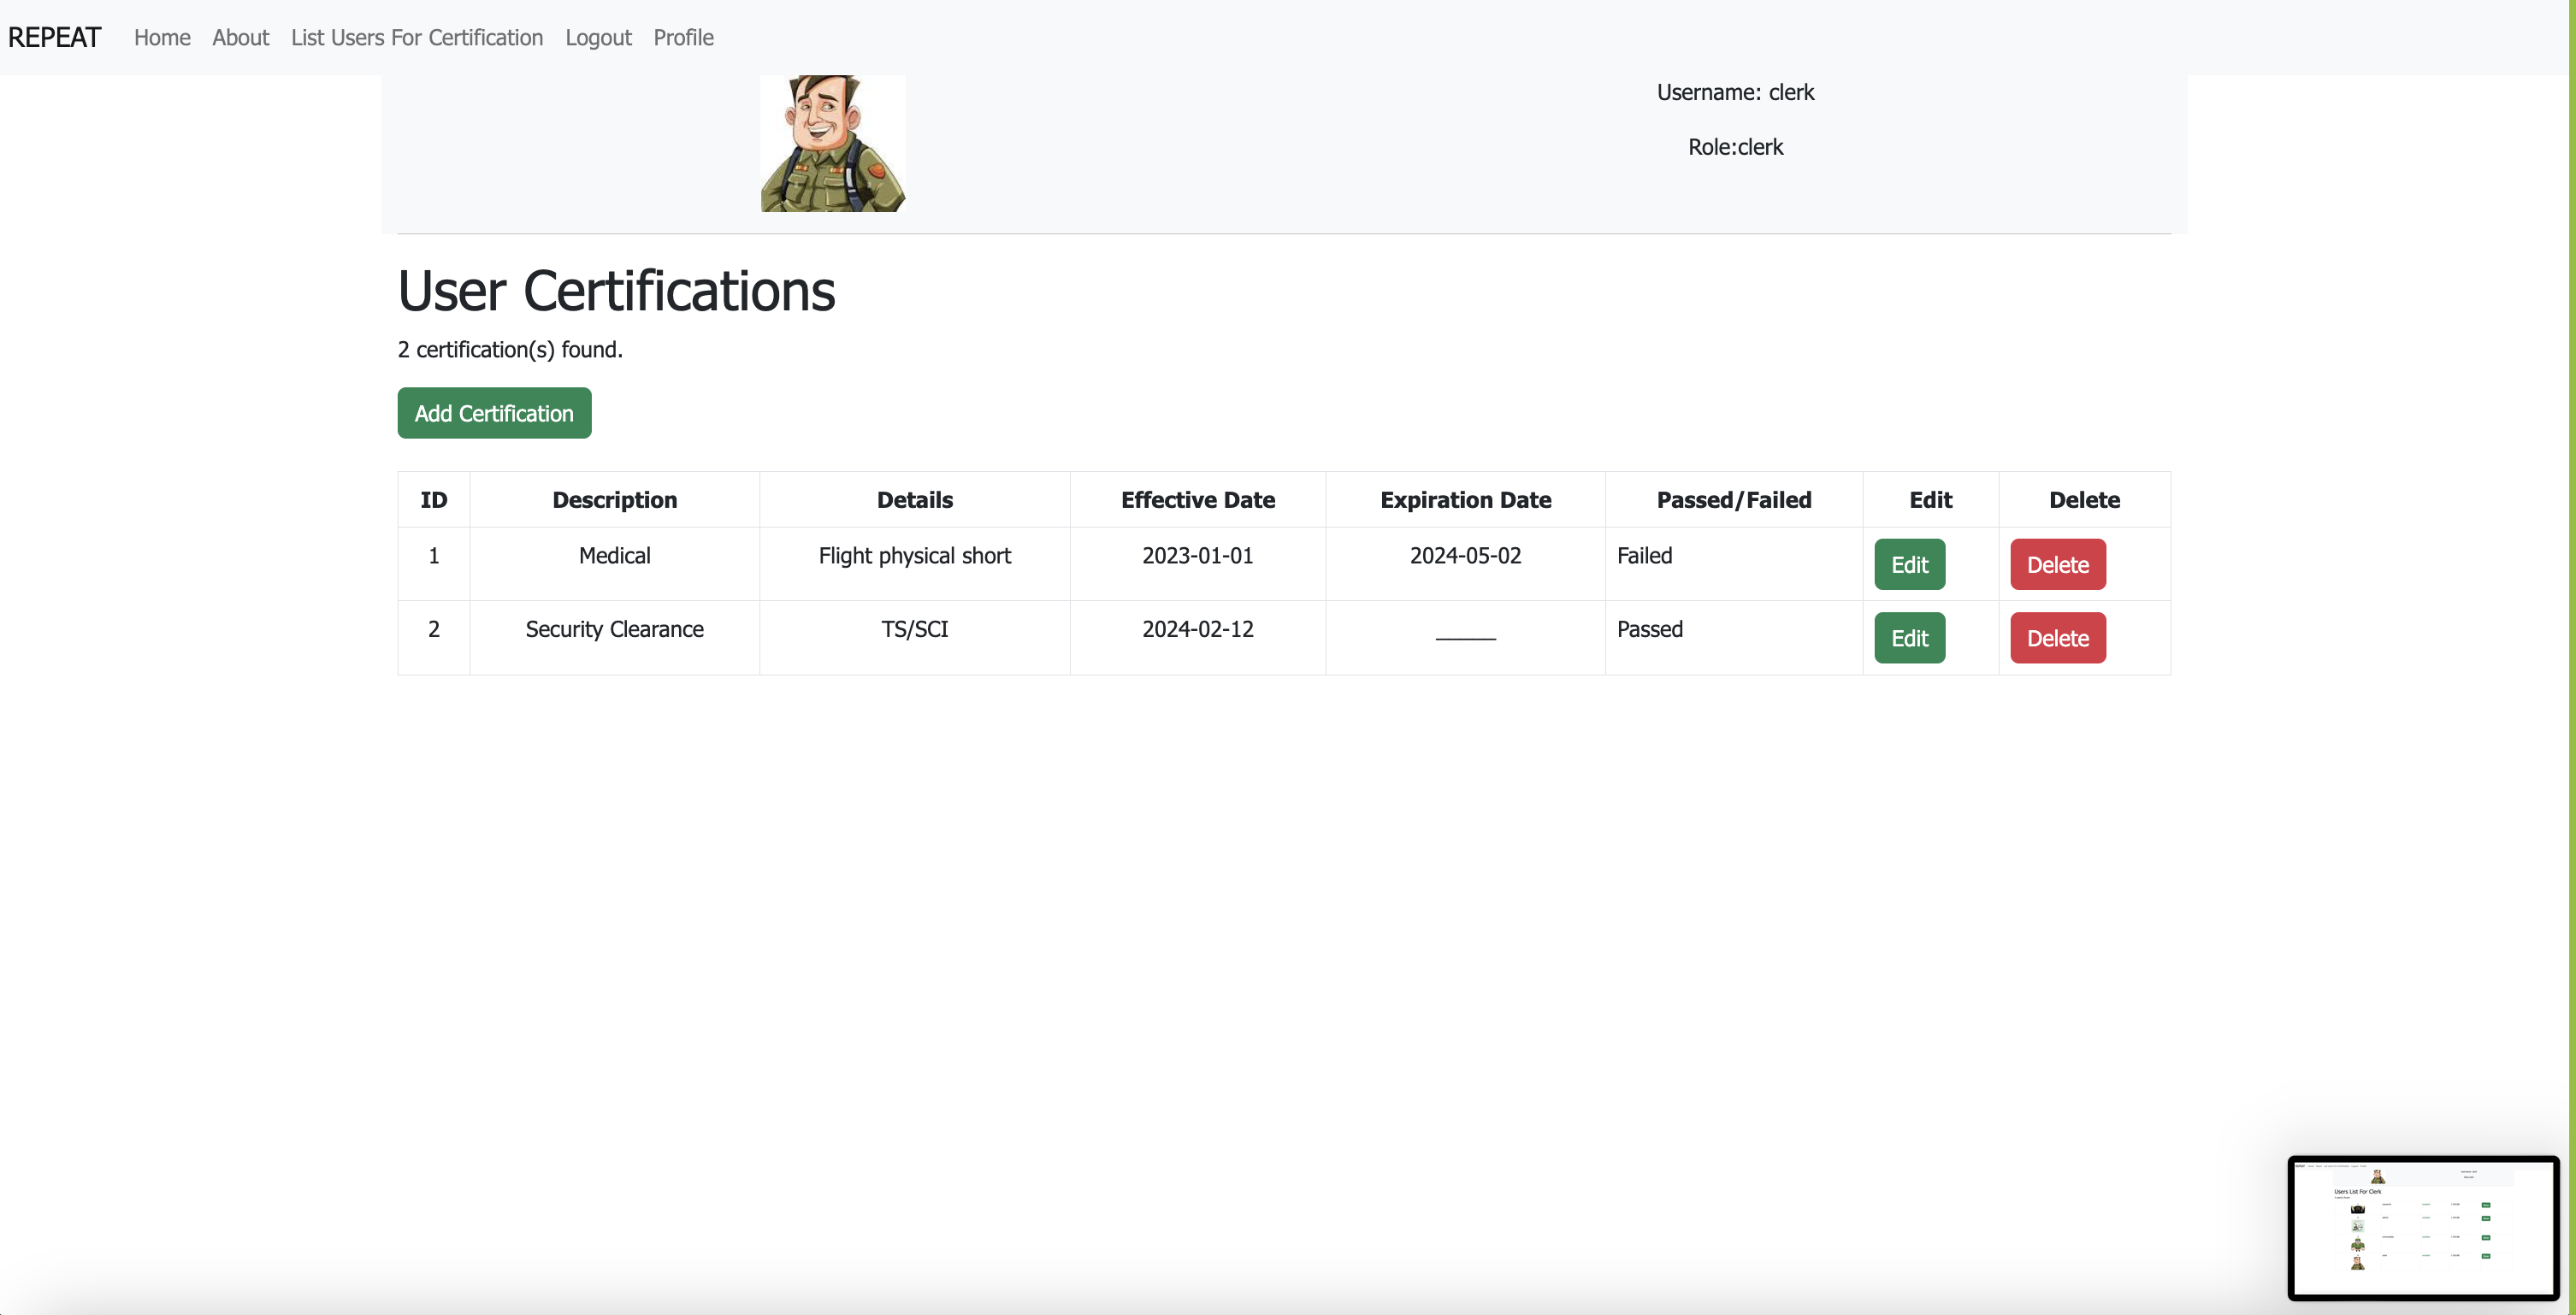 REPEAT Home About List Users For Certification Logout Profile
Username: clerk
Role:clerk
User Certifications
2 certification(s) found.
Add Certification
ID Description Details Effective Date Expiration Date Passed/Failed Edit Delete
1 Medical Flight physical short 2023-01-01 2024-05-02 Failed Edit Delete
2 Security Clearance TS/SCI 2024-02-12 _____ Passed Edit Delete
Users List For Clerk